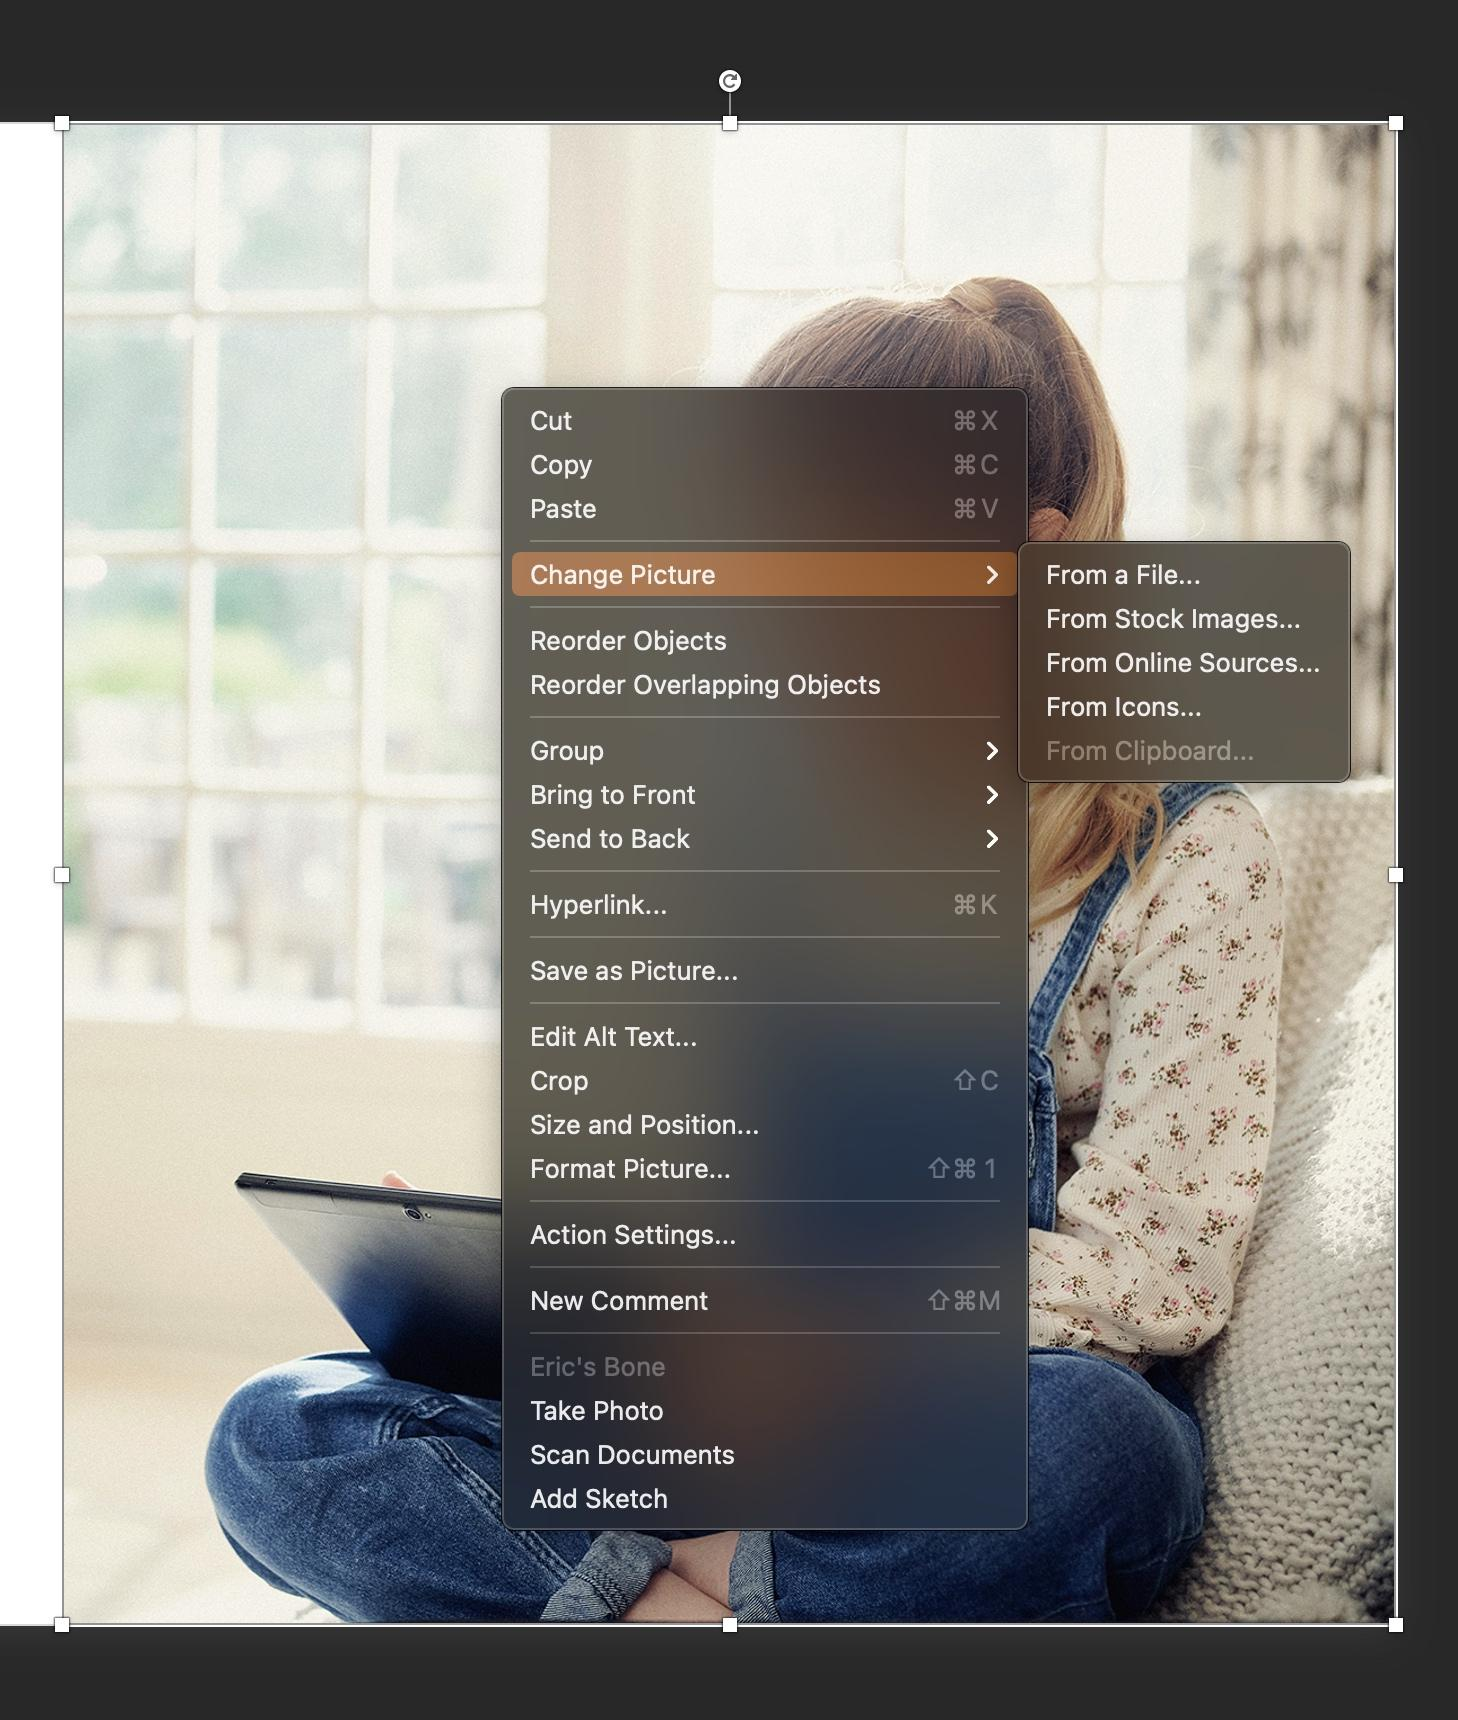 Cut ⌘X
Copy ⌘C
Paste ⌘V
Change Picture
From a File...
From Stock Images...
From Online Sources...
From Icons...
From Clipboard...
Reorder Objects
Reorder Overlapping Objects
Group
Bring to Front
Send to Back
Hyperlink... ⌘K
Save as Picture...
Edit Alt Text...
Crop ⇧C
Size and Position...
Format Picture... ⇧⌘1
Action Settings...
New Comment ⇧⌘M
Eric's Bone
Take Photo
Scan Documents
Add Sketch